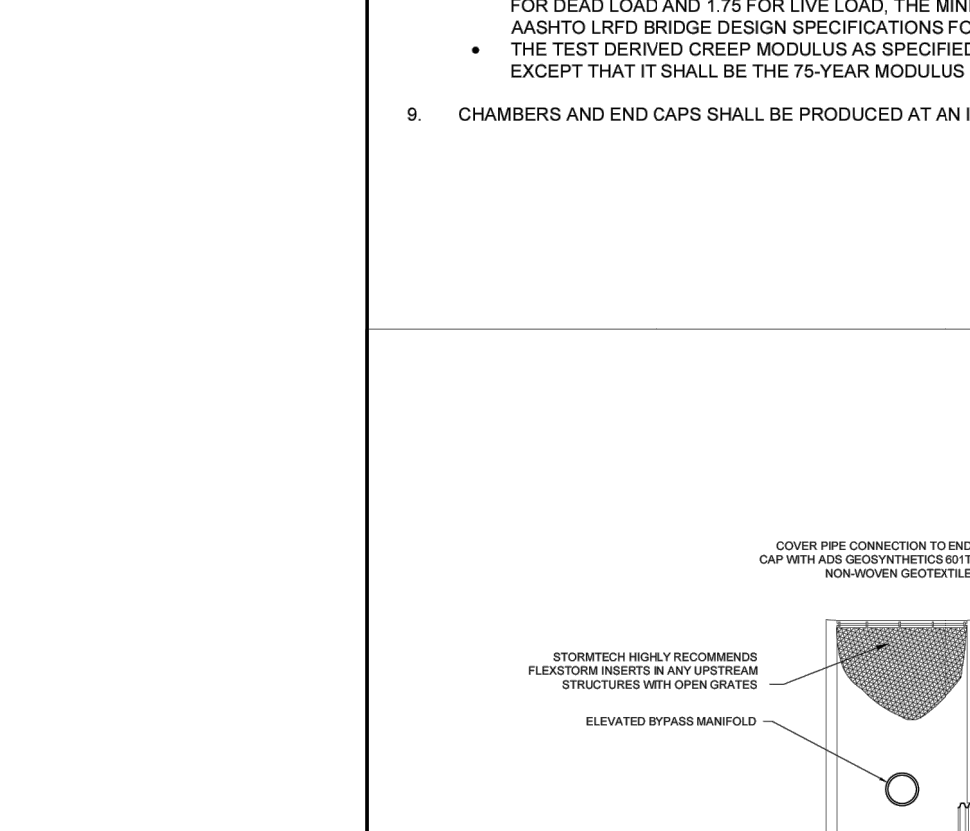 FOR DEAD LOAD AND 1.75 FOR LIVE LOAD, THE
AASHTO LRFD BRIDGE DESIGN SPECIFICATIONS
• THE TEST DERIVED CREEP MODULUS AS SPECIFIED
EXCEPT THAT IT SHALL BE THE 75-YEAR MODULUS
9. CHAMBERS AND END CAPS SHALL BE PRODUCED AT AN
COVER PIPE CONNECTION TO END
CAP WITH ADS GEOSYNTHETICS 601T
NON-WOVEN GEOTEXTILE
STORMTECH HIGHLY RECOMMENDS
FLEXSTORM INSERTS IN ANY UPSTREAM
STRUCTURES WITH OPEN GRATES
ELEVATED BYPASS MANIFOLD